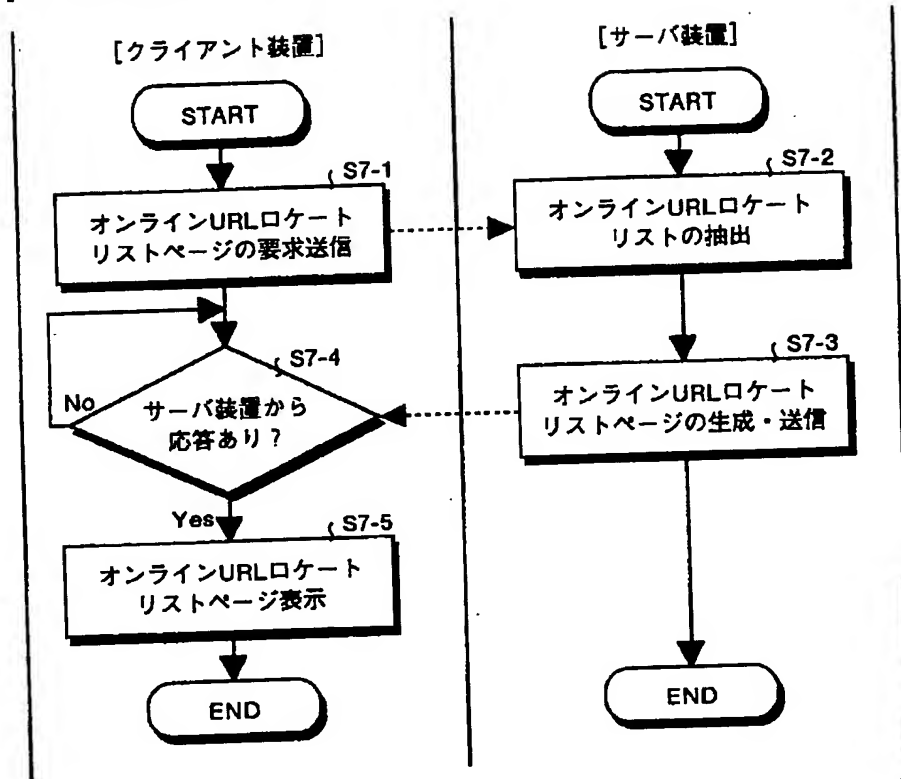 [クライアント装置]
START
S7-1
オンラインURLロケート
リストページの要求送信
S7-4
サーバ装置から
応答あり?
No
Yes
S7-5
オンラインURLロケート
リストページ表示
END
[サーバ装置]
START
S7-2
オンラインURLロケート
リストの抽出
S7-3
オンラインURLロケート
リストページの生成・送信
END